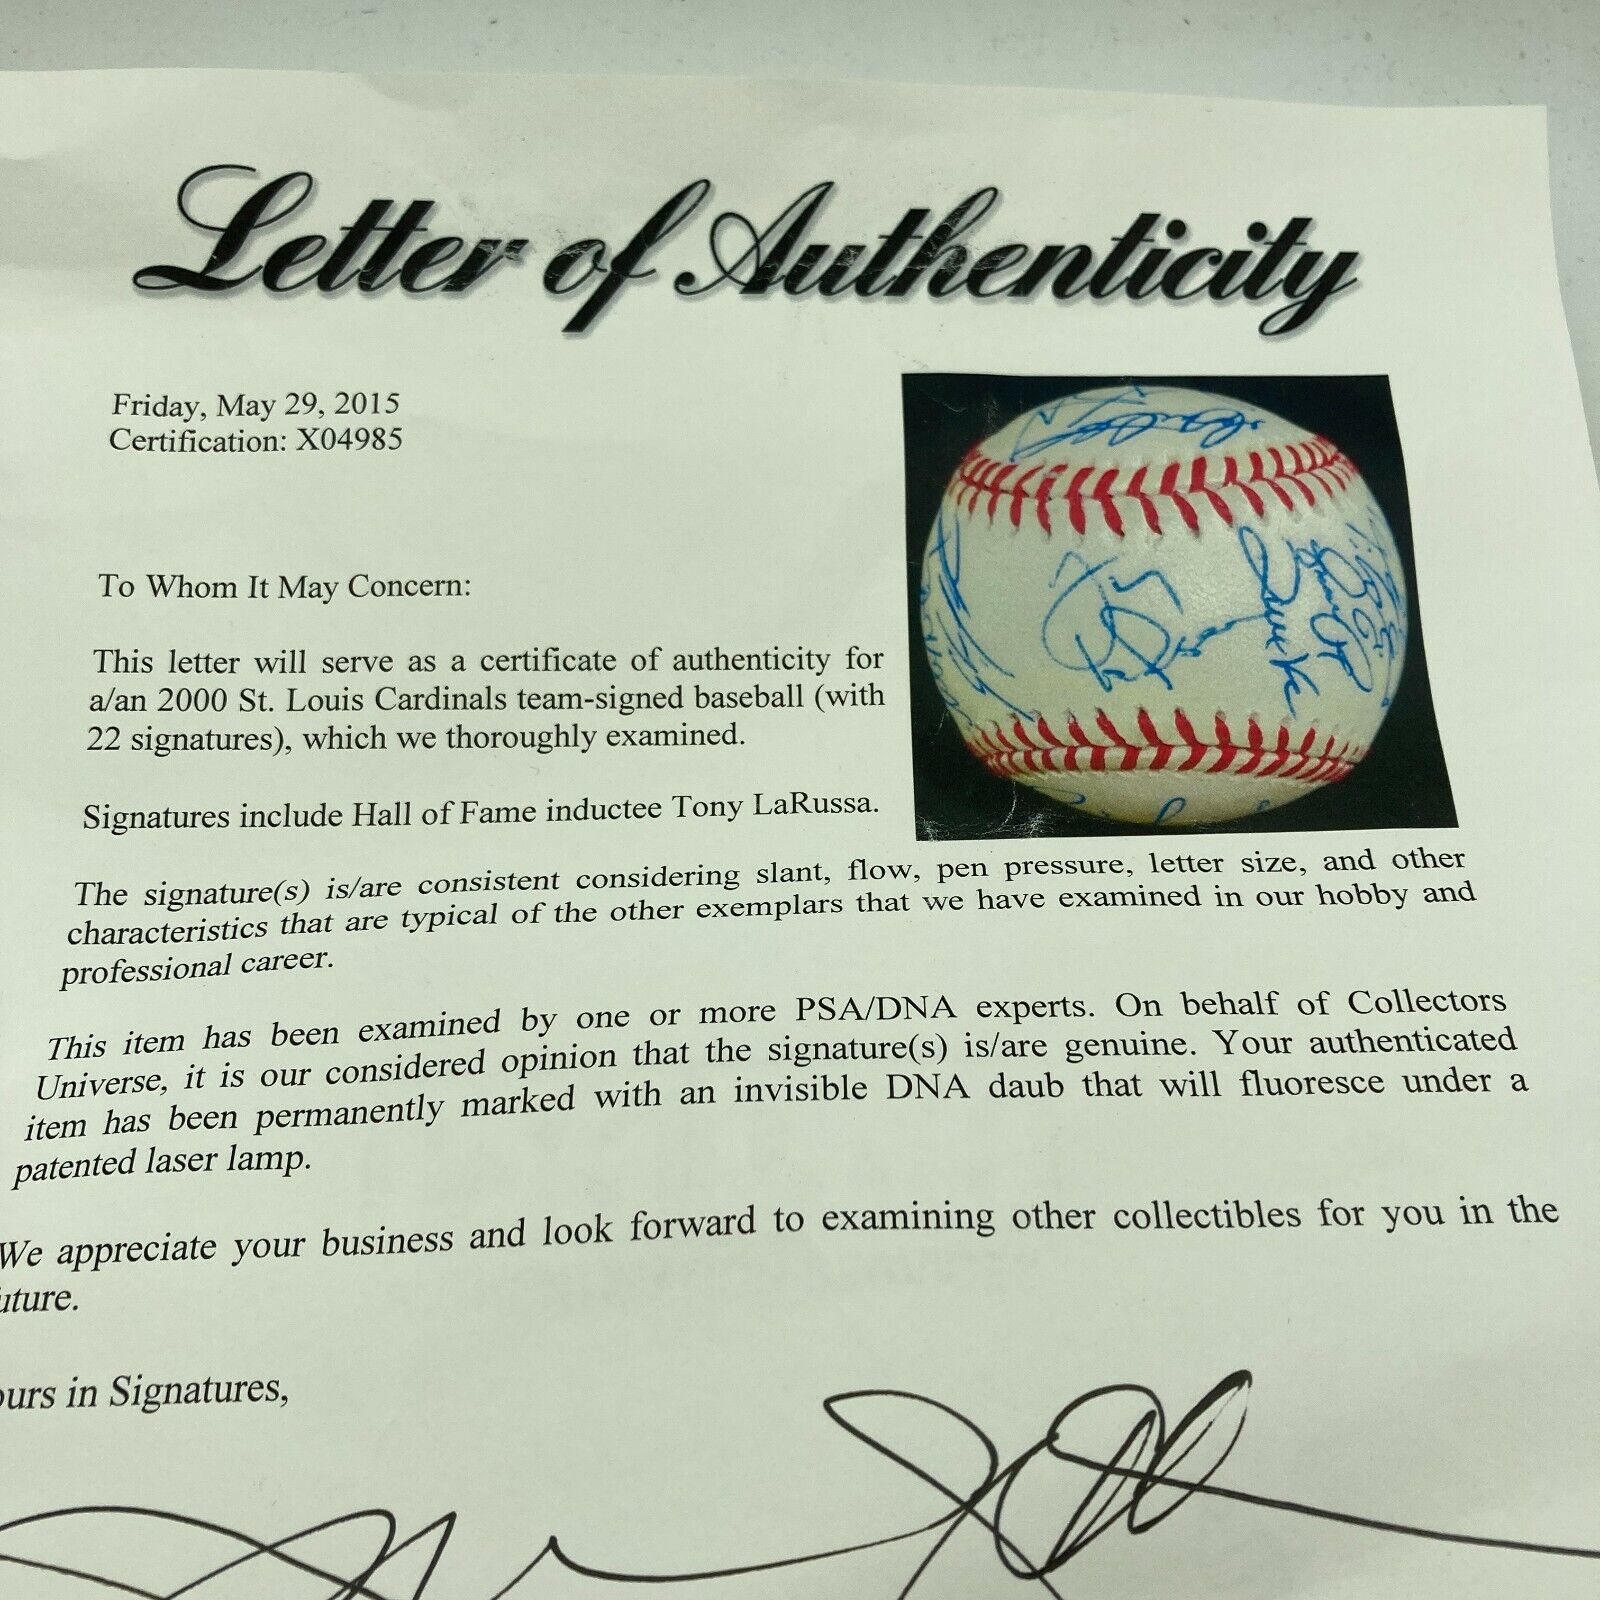 Letter of Authenticity
Friday, May 29, 2015
Certification: X04985
To Whom It May Concern:
This letter will serve as a certificate of authenticity for
a/an 2000 St. Louis Cardinals team-signed baseball (with
22 signatures), which we thoroughly examined.
Signatures include Hall of Fame inductee Tony LaRussa.
The signature(s) is/are consistent considering slant, flow, pen pressure, letter size, and other
characteristics that are typical of the other exemplars that we have examined in our hobby and
professional career.
This item has been examined by one or more PSA/DNA experts. On behalf of Collectors
Universe, it is our considered opinion that the signature(s) is/are genuine. Your authenticated
item has been permanently marked with an invisible DNA daub that will fluoresce under a
patented laser lamp.
We appreciate your business and look forward to examining other collectibles for you in the
uture.
ours in Signatures,